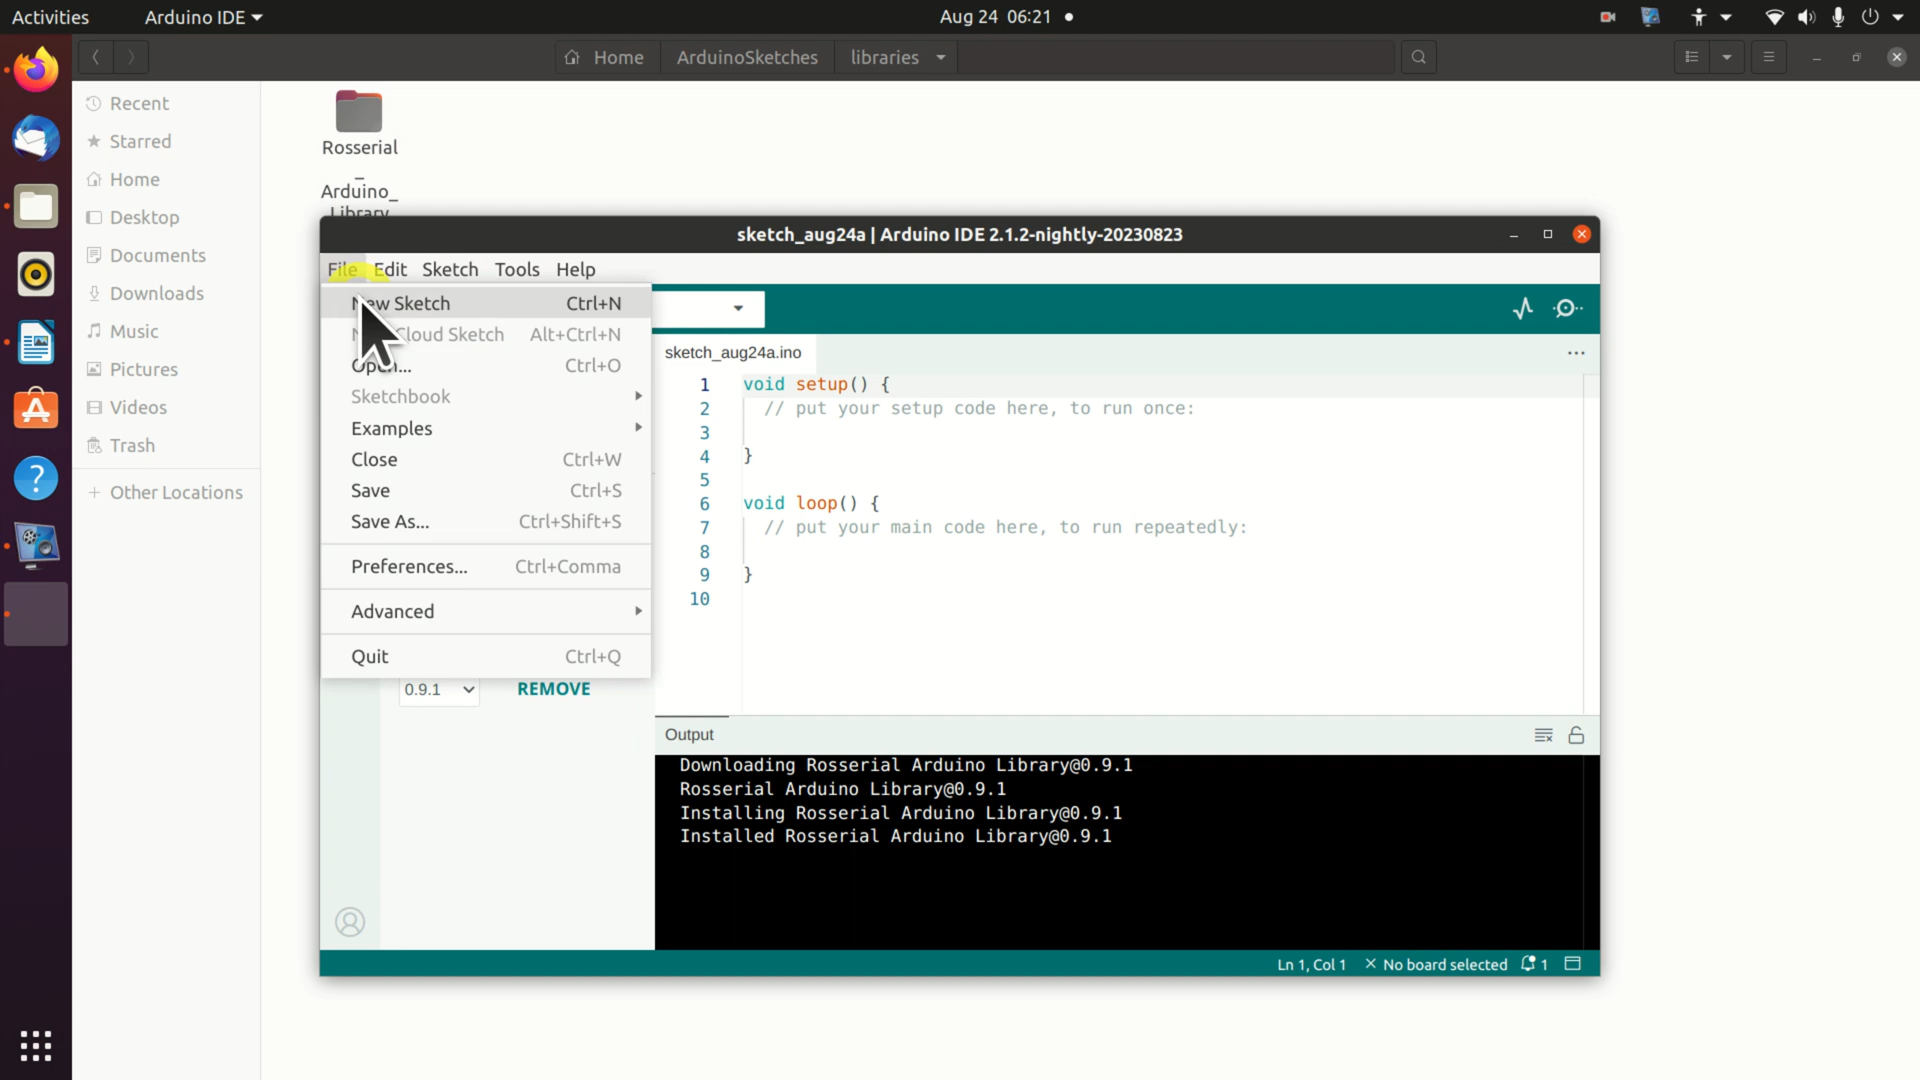 Activities
Arduino IDE
Aug 24 06:21
Home
ArduinoSketches
libraries
Recent
Starred
Home
Desktop
Documents
Downloads
Music
Pictures
Videos
Trash
+ Other Locations
Rosserial
_
Arduino_
Library
sketch_aug24a | Arduino IDE 2.1.2-nightly-20230823
File Edit Sketch Tools Help
New Sketch Ctrl+N
Cloud Sketch Alt+Ctrl+N
Open... Ctrl+O
Sketchbook
Examples
Close Ctrl+W
Save Ctrl+S
Save As... Ctrl+Shift+S
Preferences... Ctrl+Comma
Advanced
Quit Ctrl+Q
0.9.1 REMOVE
sketch_aug24a.ino
1 void setup() {
2 // put your setup code here, to run once:
3
4 }
5
6 void loop() {
7 // put your main code here, to run repeatedly:
8
9 }
10
Output
Downloading Rosserial Arduino Library@0.9.1
Rosserial Arduino Library@0.9.1
Installing Rosserial Arduino Library@0.9.1
Installed Rosserial Arduino Library@0.9.1
Ln 1, Col 1 × No board selected 1